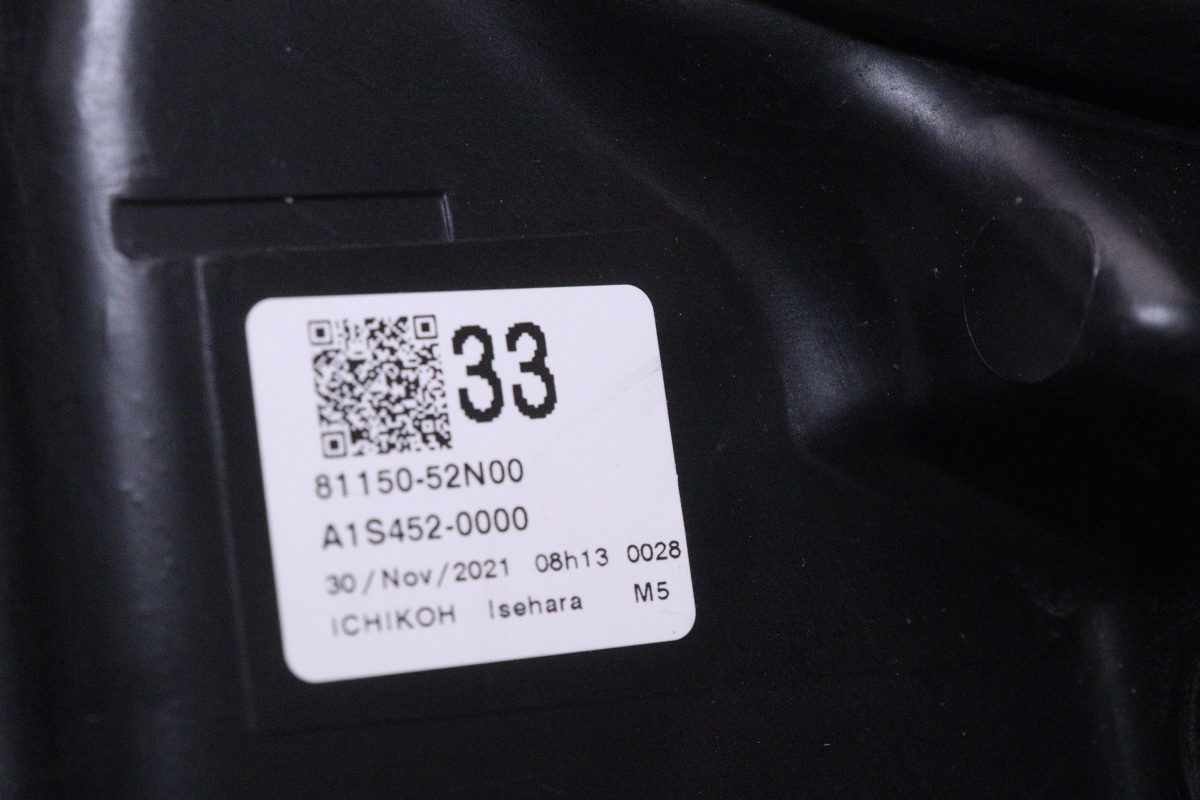 33
81150-52N00
A1S452-0000
30/Nov/2021 08h13 0028
ICHIKOH Isehara M5